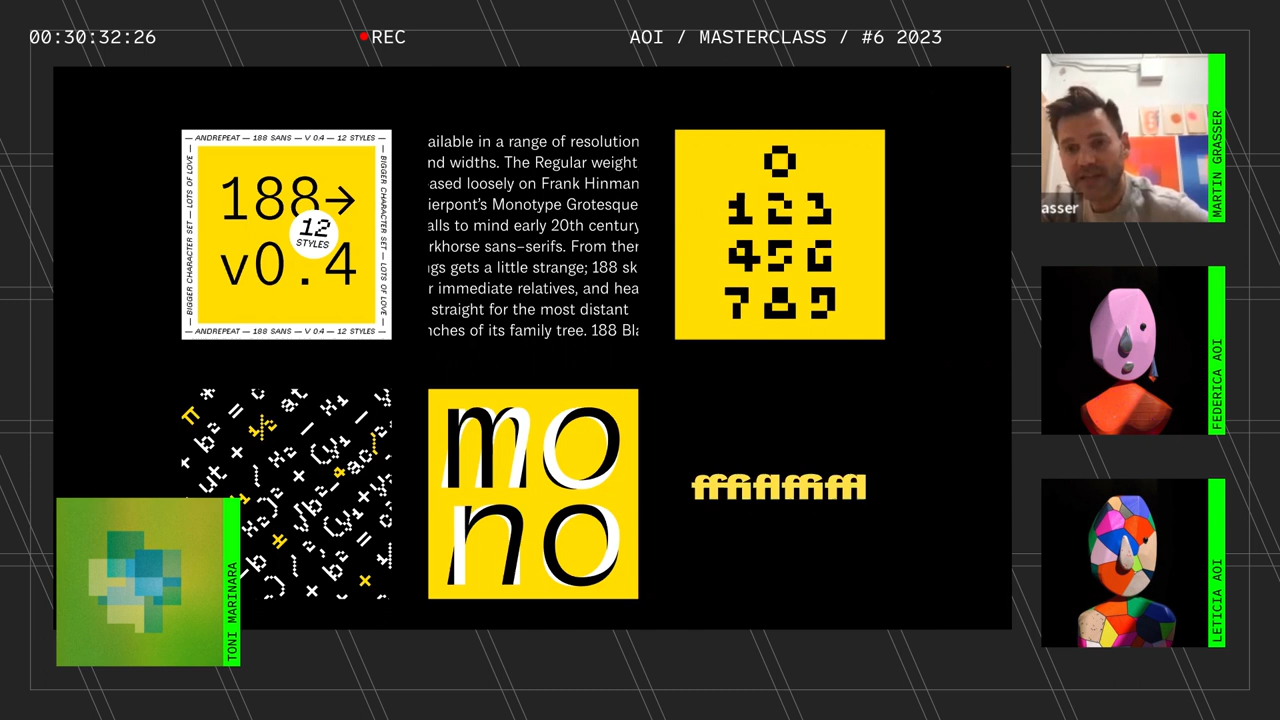 00:30:32:26
REC
AOI / MASTERCLASS / #6 2023
— ANDREPEAT — 188 SANS — V 0.4 — 12 STYLES —
— BIGGER CHARACTER SET — LOTS OF LOVE —
188→
12
STYLES
v0.4
— BIGGER CHARACTER SET — LOTS OF LOVE —
— ANDREPEAT — 188 SANS — V 0.4 — 12 STYLES —
ailable in a range of resolution
nd widths. The Regular weight
ased loosely on Frank Hinman
ierpont's Monotype Grotesque
alls to mind early 20th century
rkhorse sans-serifs. From ther
gs gets a little strange; 188 sk
r immediate relatives, and hea
straight for the most distant
nches of its family tree. 188 Bla
0
1 2 3
4 5 6
7 8 9
mo
no
asser
MARTIN GRASSER
FEDERICA AOI
LETICIA AOI
TONI MARINARA